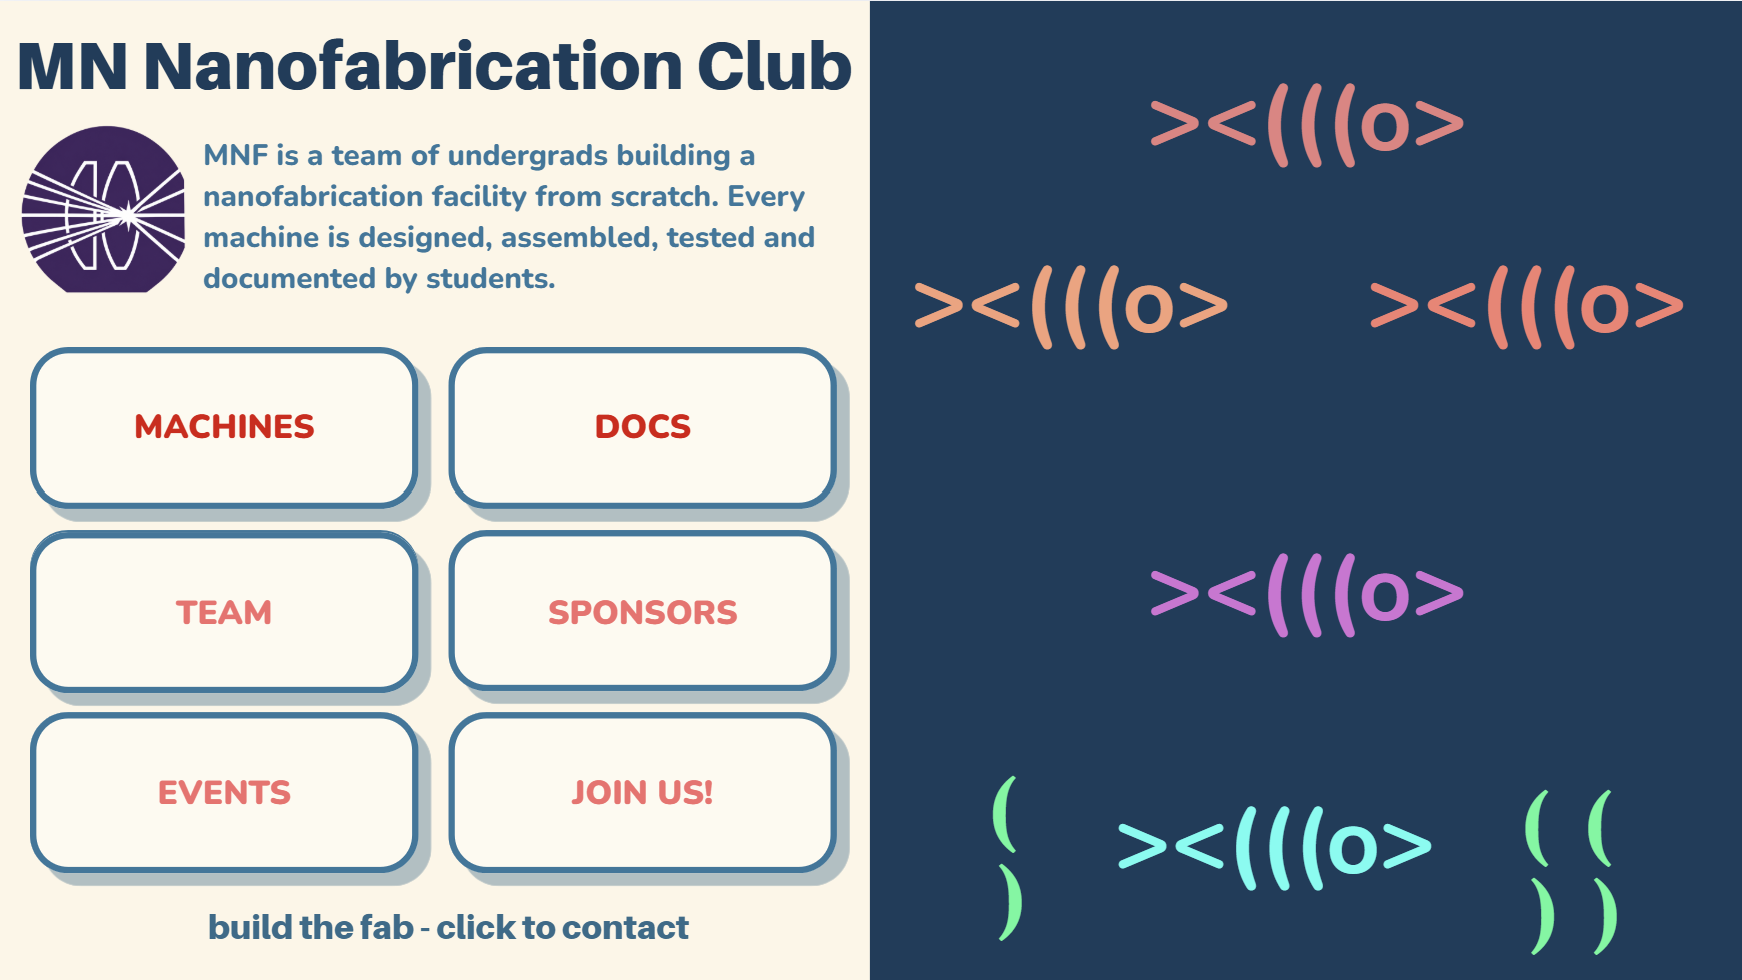 MN Nanofabrication Club
MNF is a team of undergrads building a
nanofabrication facility from scratch. Every
machine is designed, assembled, tested and
documented by students.
MACHINES
DOCS
TEAM
SPONSORS
EVENTS
JOIN US!
build the fab - click to contact
><(((o>
><(((o>
><(((o>
><(((o>
(
)
><(((o>
( (
) )